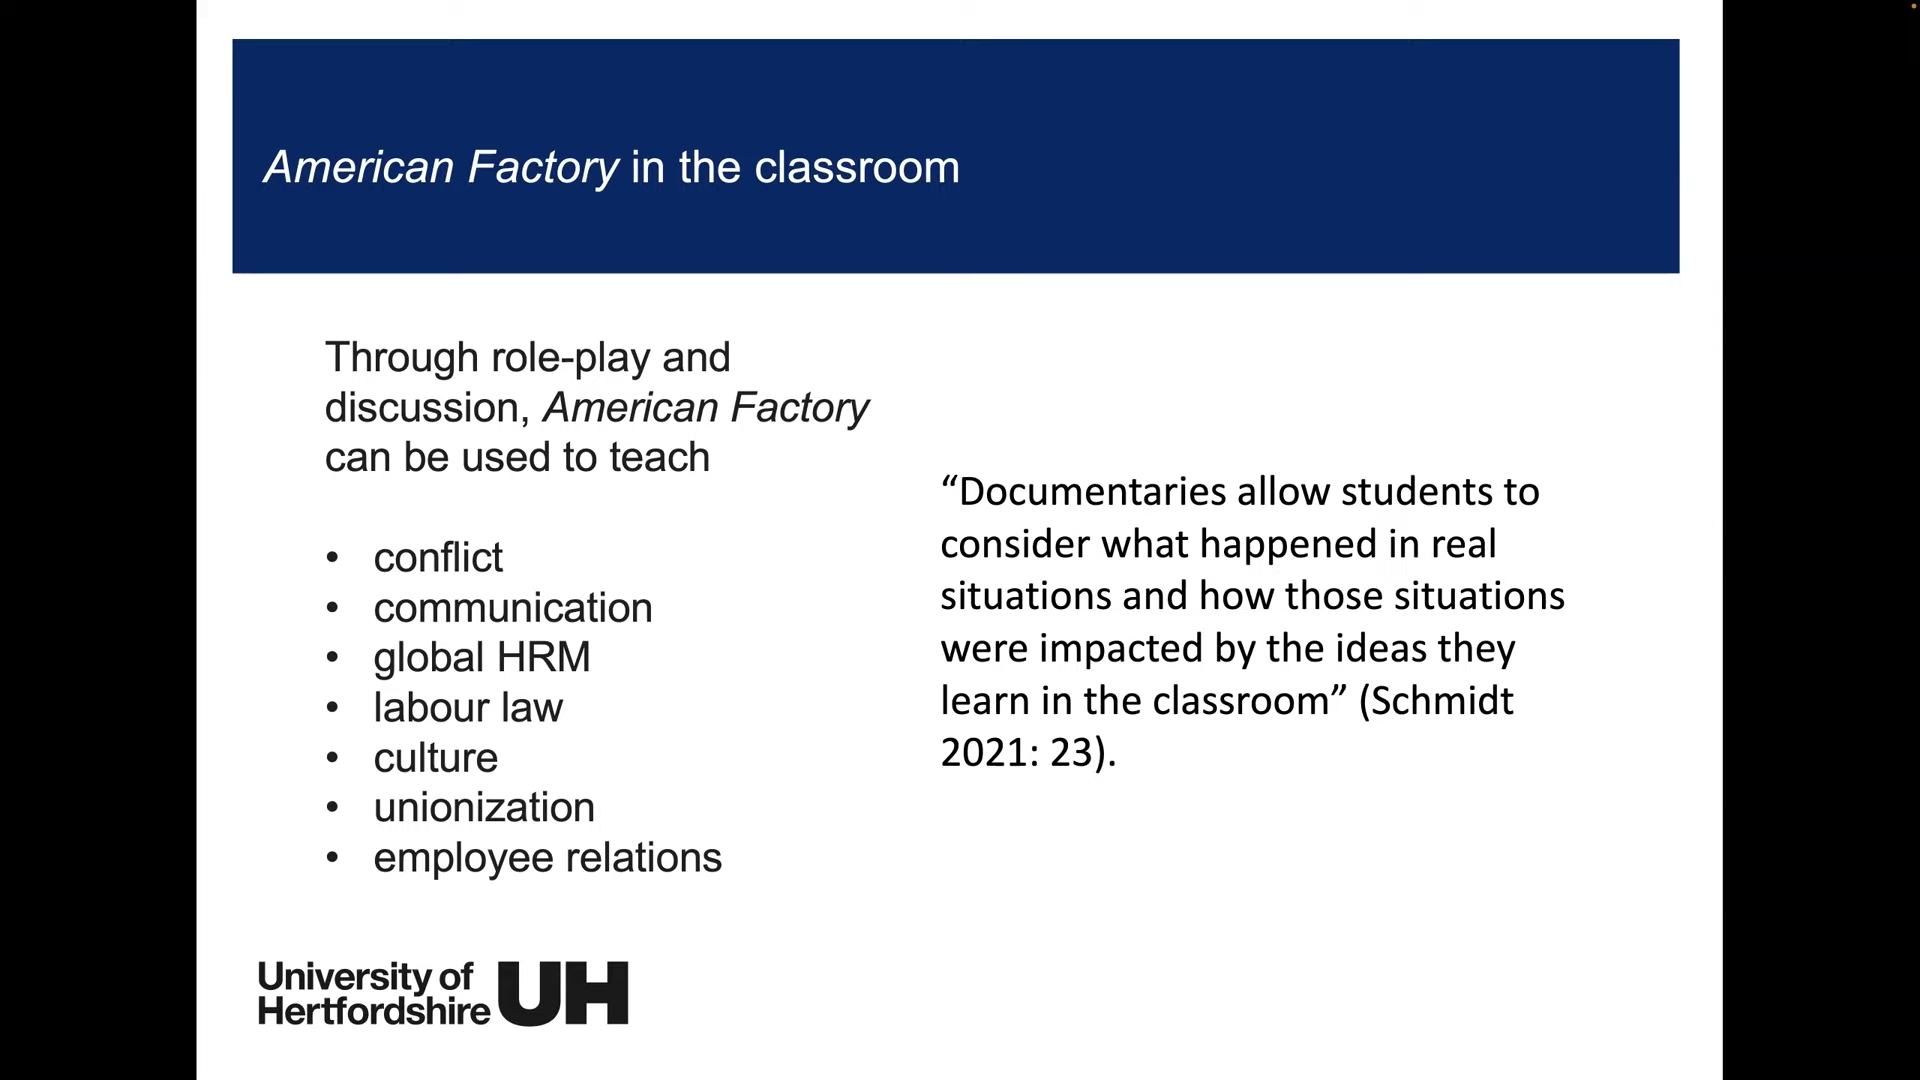 American Factory in the classroom
Through role-play and
discussion, American Factory
can be used to teach
• conflict
• communication
• global HRM
• labour law
• culture
• unionization
• employee relations
“Documentaries allow students to
consider what happened in real
situations and how those situations
were impacted by the ideas they
learn in the classroom” (Schmidt
2021: 23).
University of
Hertfordshire
UH